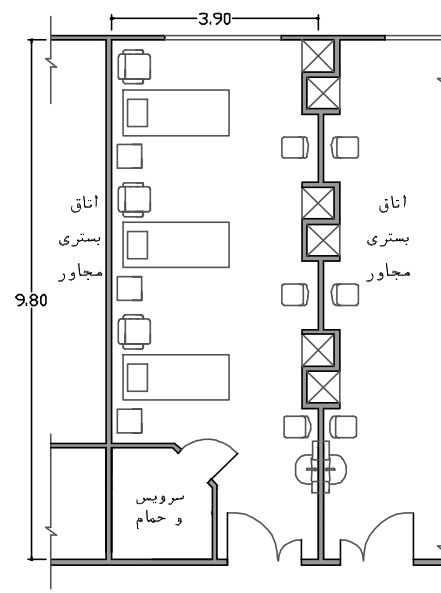 3.90
اتاق
بستری
مجاور
اتاق
بستری
مجاور
9.80
سرویس
و حمام